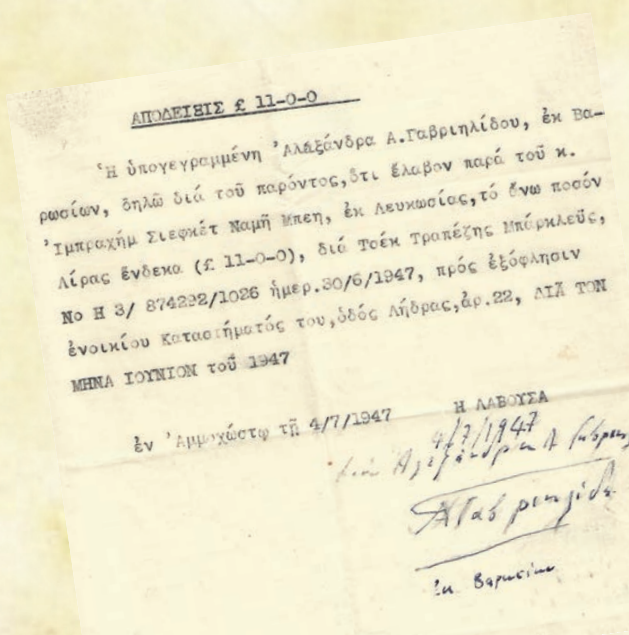 ΑΠΟΔΕΙΞΙΣ £ 11-0-0
Ἡ ὑπογεγραμμένη Ἀλεξάνδρα Α.Γαβριηλίδου, ἐκ Βα-
ρωσίων, δηλῶ διά τοῦ παρόντος,ὅτι ἔλαβον παρά τοῦ κ.
Ἰμπραχήμ Σιεφκέτ Ναμῆ Μπεη, ἐκ Λευκωσίας,τό ἄνω ποσόν
Λίρας ἕνδεκα (£ 11-0-0), διά Τσέκ Τραπέζης Μπάρκλεϋς,
Νο Η 3/ 874292/1026 ἡμερ.30/6/1947, πρός ἐξόφλησιν
ἐνοικίου Καταστήματός του,ὁδός Λήδρας,ἀρ.22, ΔΙΑ ΤΟΝ
ΜΗΝΑ ΙΟΥΝΙΟΝ τοῦ 1947
ἐν Ἀμμοχώστῳ τῇ 4/7/1947
Η ΛΑΒΟΥΣΑ
4/7/1947
Ἀλεξάνδρα
ἐκ Βαρωσίων